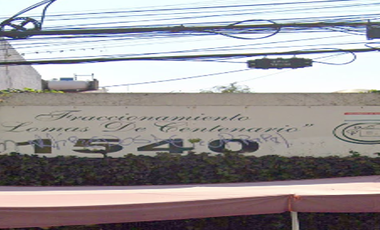 Fraccionamiento
"Lomas De Centenario"
1540